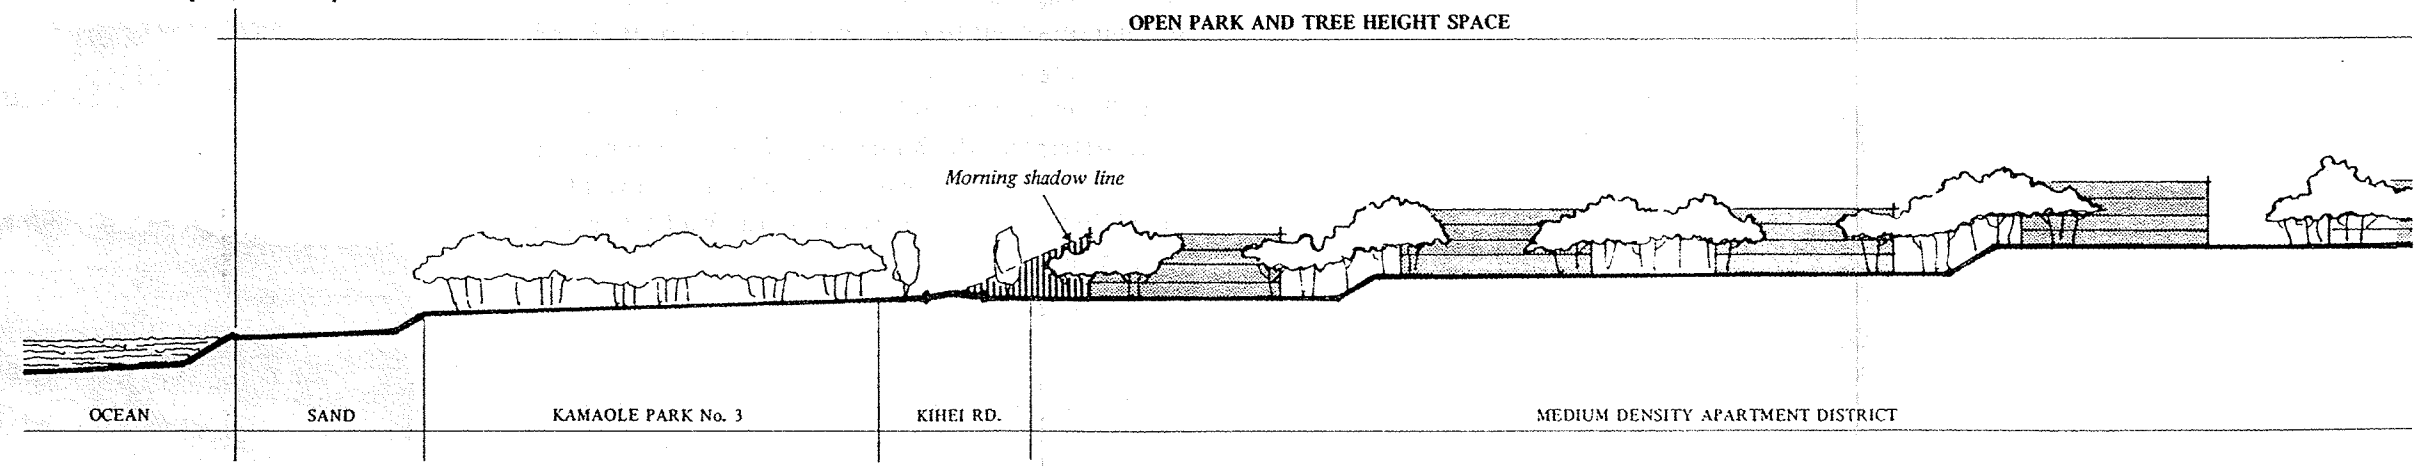 OPEN PARK AND TREE HEIGHT SPACE
Morning shadow line
OCEAN
SAND
KAMAOLE PARK No. 3
KIHEI RD.
MEDIUM DENSITY APARTMENT DISTRICT